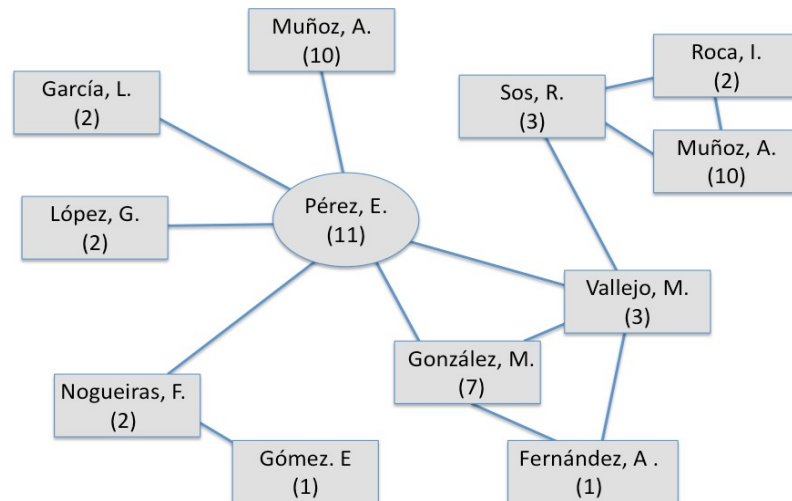 Muñoz, A.
(10)
García, L.
(2)
Roca, I.
(2)
Sos, R.
(3)
Muñoz, A.
(10)
López, G.
(2)
Pérez, E.
(11)
Vallejo, M.
(3)
González, M.
(7)
Nogueiras, F.
(2)
Gómez. E
(1)
Fernández, A .
(1)